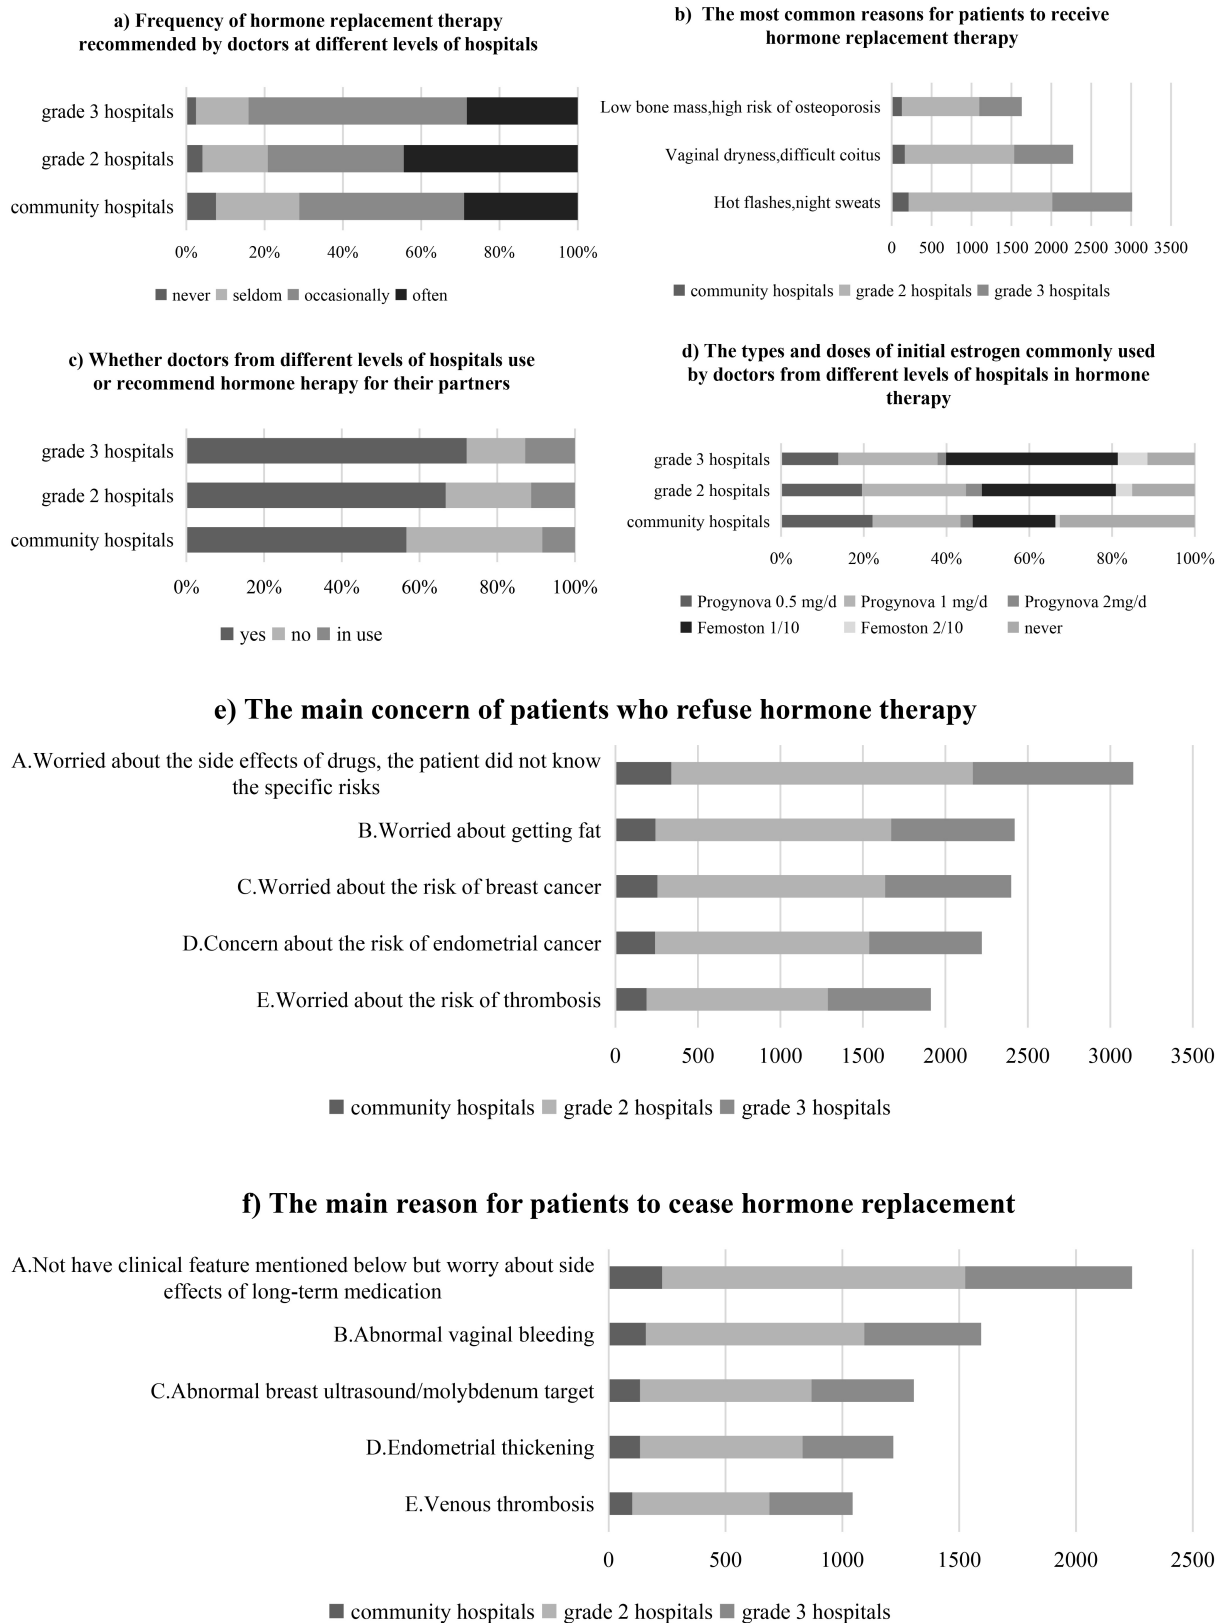 a) Frequency of hormone replacement therapy
recommended by doctors at different levels of hospitals
grade 3 hospitals
grade 2 hospitals
community hospitals
0% 20% 40% 60% 80% 100%
never seldom occasionally often
b) The most common reasons for patients to receive
hormone replacement therapy
Low bone mass,high risk of osteoporosis
Vaginal dryness,difficult coitus
Hot flashes,night sweats
0 500 1000 1500 2000 2500 3000 3500
community hospitals grade 2 hospitals grade 3 hospitals
c) Whether doctors from different levels of hospitals use
or recommend hormone herapy for their partners
grade 3 hospitals
grade 2 hospitals
community hospitals
0% 20% 40% 60% 80% 100%
yes no in use
d) The types and doses of initial estrogen commonly used
by doctors from different levels of hospitals in hormone
therapy
grade 3 hospitals
grade 2 hospitals
community hospitals
0% 20% 40% 60% 80% 100%
Progynova 0.5 mg/d Progynova 1 mg/d Progynova 2mg/d
Femoston 1/10 Femoston 2/10 never
e) The main concern of patients who refuse hormone therapy
A.Worried about the side effects of drugs, the patient did not know
the specific risks
B.Worried about getting fat
C.Worried about the risk of breast cancer
D.Concern about the risk of endometrial cancer
E.Worried about the risk of thrombosis
0 500 1000 1500 2000 2500 3000 3500
community hospitals grade 2 hospitals grade 3 hospitals
f) The main reason for patients to cease hormone replacement
A.Not have clinical feature mentioned below but worry about side
effects of long-term medication
B.Abnormal vaginal bleeding
C.Abnormal breast ultrasound/molybdenum target
D.Endometrial thickening
E.Venous thrombosis
0 500 1000 1500 2000 2500
community hospitals grade 2 hospitals grade 3 hospitals